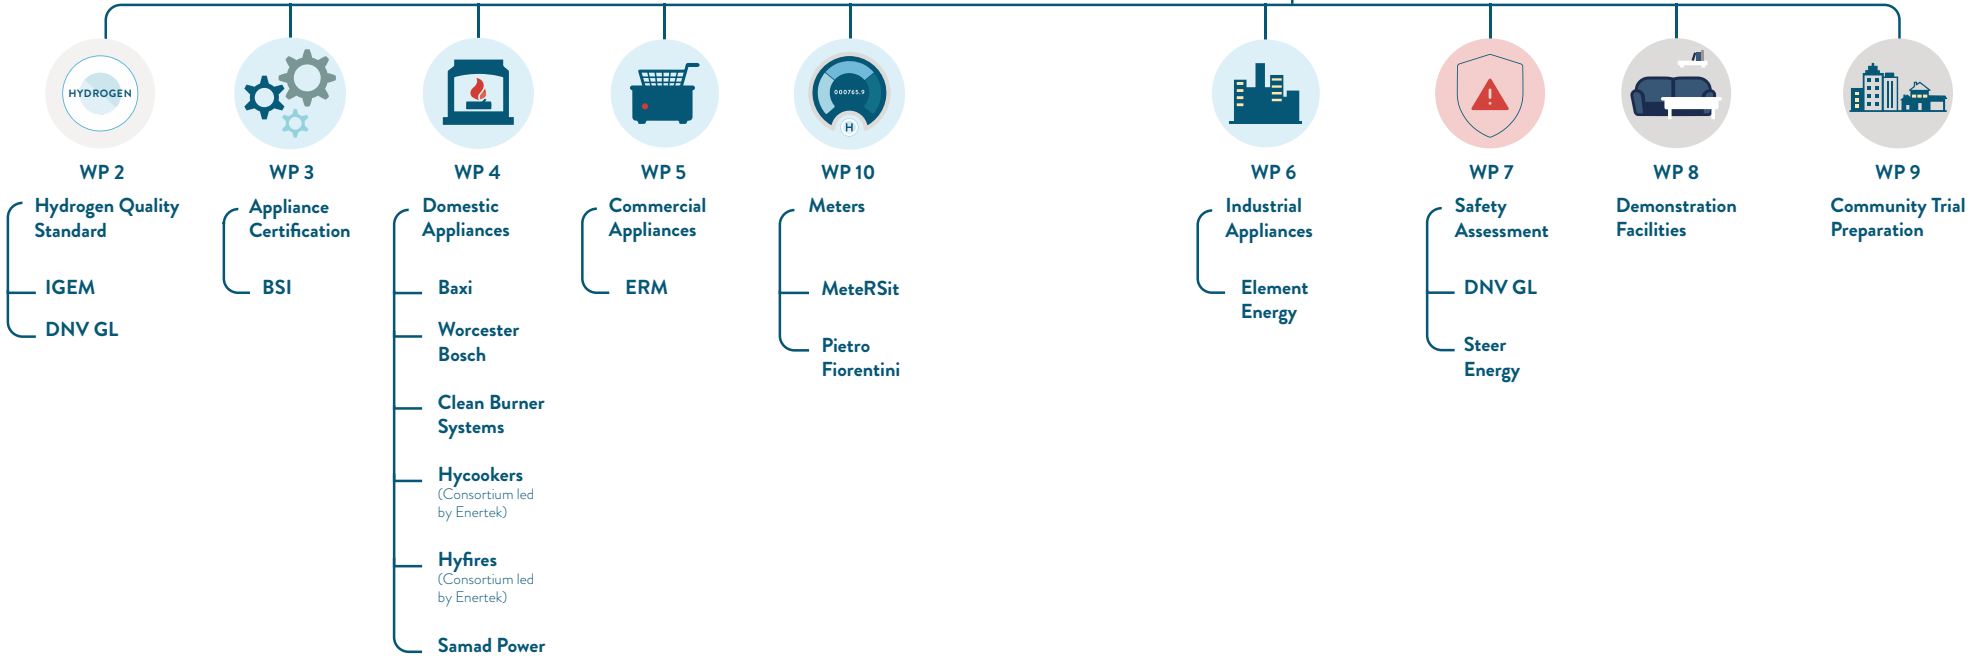 HYDROGEN
WP 2
Hydrogen Quality
Standard
IGEM
DNV GL
WP 3
Appliance
Certification
BSI
WP 4
Domestic
Appliances
Baxi
Worcester
Bosch
Clean Burner
Systems
Hycookers
(Consortium led
by Enertek)
Hyfires
(Consortium led
by Enertek)
Samad Power
WP 5
Commercial
Appliances
ERM
000765.9
H
WP 10
Meters
MeteRSit
Pietro
Fiorentini
WP 6
Industrial
Appliances
Element
Energy
WP 7
Safety
Assessment
DNV GL
Steer
Energy
WP 8
Demonstration
Facilities
WP 9
Community Trial
Preparation